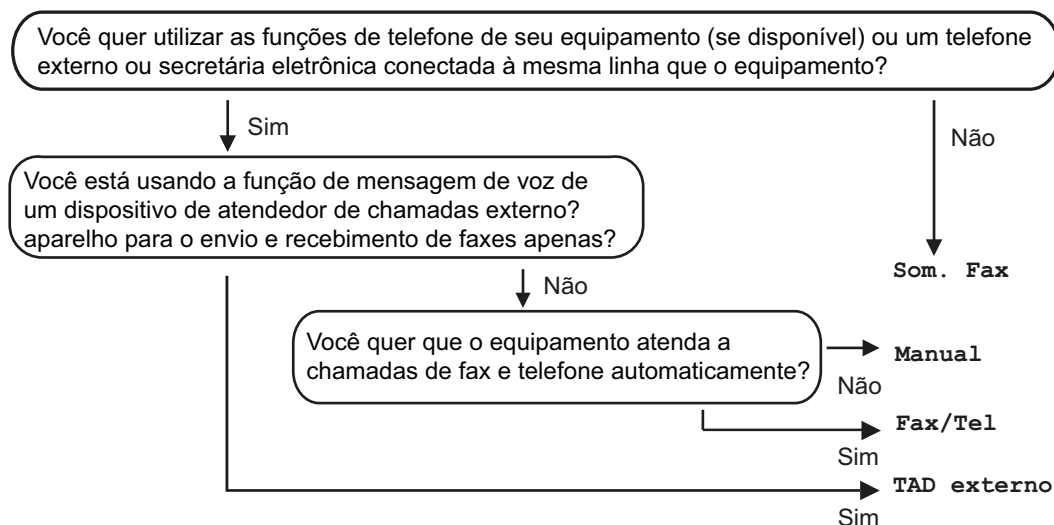 Você quer utilizar as funções de telefone de seu equipamento (se disponível) ou um telefone
externo ou secretária eletrônica conectada à mesma linha que o equipamento?
Sim
Não
Você está usando a função de mensagem de voz de
um dispositivo de atendedor de chamadas externo?
aparelho para o envio e recebimento de faxes apenas?
Som. Fax
Não
Você quer que o equipamento atenda a
chamadas de fax e telefone automaticamente?
Manual
Não
Fax/Tel
Sim
TAD externo
Sim